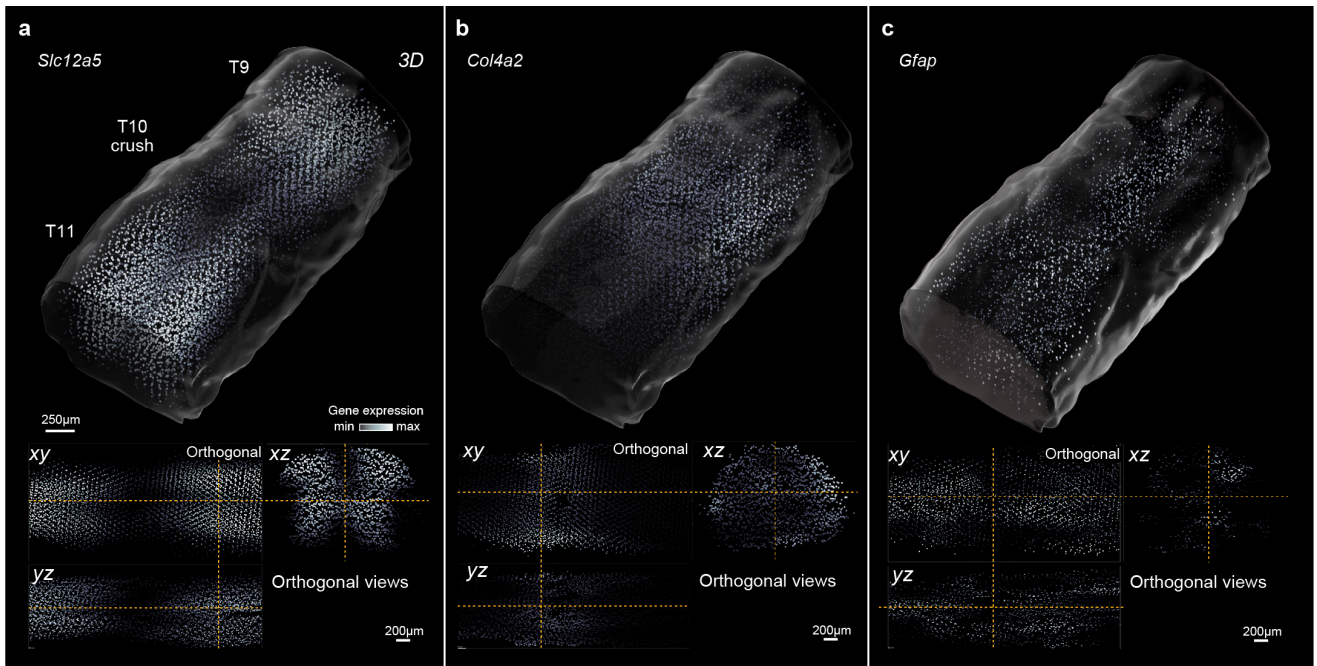 a
Slc12a5
T9
3D
T10
crush
T11
250µm
Gene expression
min max
xy
Orthogonal
xz
yz
Orthogonal views
200µm
b
Col4a2
xy
Orthogonal
xz
yz
Orthogonal views
200µm
c
Gfap
xy
Orthogonal
xz
yz
Orthogonal views
200µm